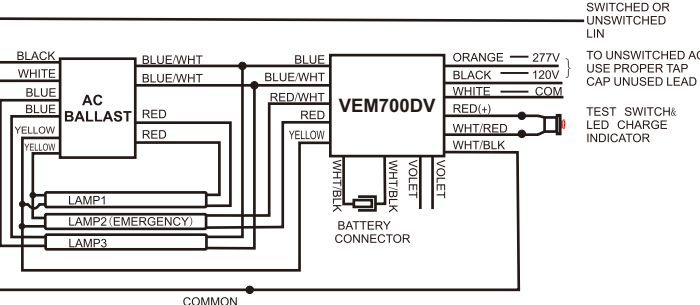 SWITCHED OR
UNSWITCHED
LIN
BLACK
WHITE
BLUE
BLUE
YELLOW
YELLOW
AC
BALLAST
BLUE/WHT
BLUE/WHT
RED
RED
BLUE
BLUE/WHT
RED/WHT
RED
YELLOW
VEM700DV
ORANGE — 277V
BLACK — 120V
WHITE — COM
RED(+)
WHT/RED
WHT/BLK
TO UNSWITCHED AC
USE PROPER TAP
CAP UNUSED LEAD
TEST SWITCH&
LED CHARGE
INDICATOR
WHT/BLK
WHT/BLK
VOLET
VOLET
BATTERY
CONNECTOR
LAMP1
LAMP2(EMERGENCY)
LAMP3
COMMON